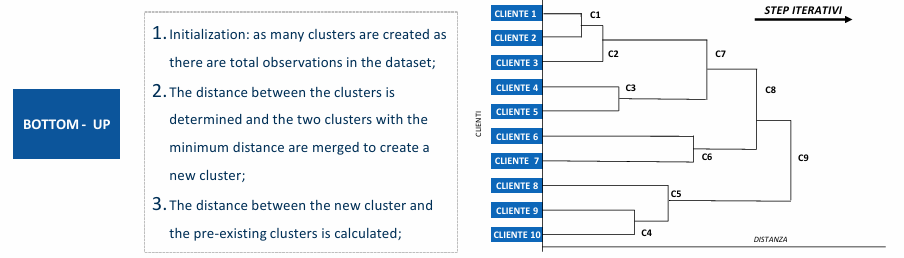 BOTTOM - UP
1. Initialization: as many clusters are created as
there are total observations in the dataset;
2. The distance between the clusters is
determined and the two clusters with the
minimum distance are merged to create a
new cluster;
3. The distance between the new cluster and
the pre-existing clusters is calculated;
STEP ITERATIVI
CLIENTI
CLIENTE 1
CLIENTE 2
CLIENTE 3
CLIENTE 4
CLIENTE 5
CLIENTE 6
CLIENTE 7
CLIENTE 8
CLIENTE 9
CLIENTE 10
C1
C2
C3
C4
C5
C6
C7
C8
C9
DISTANZA